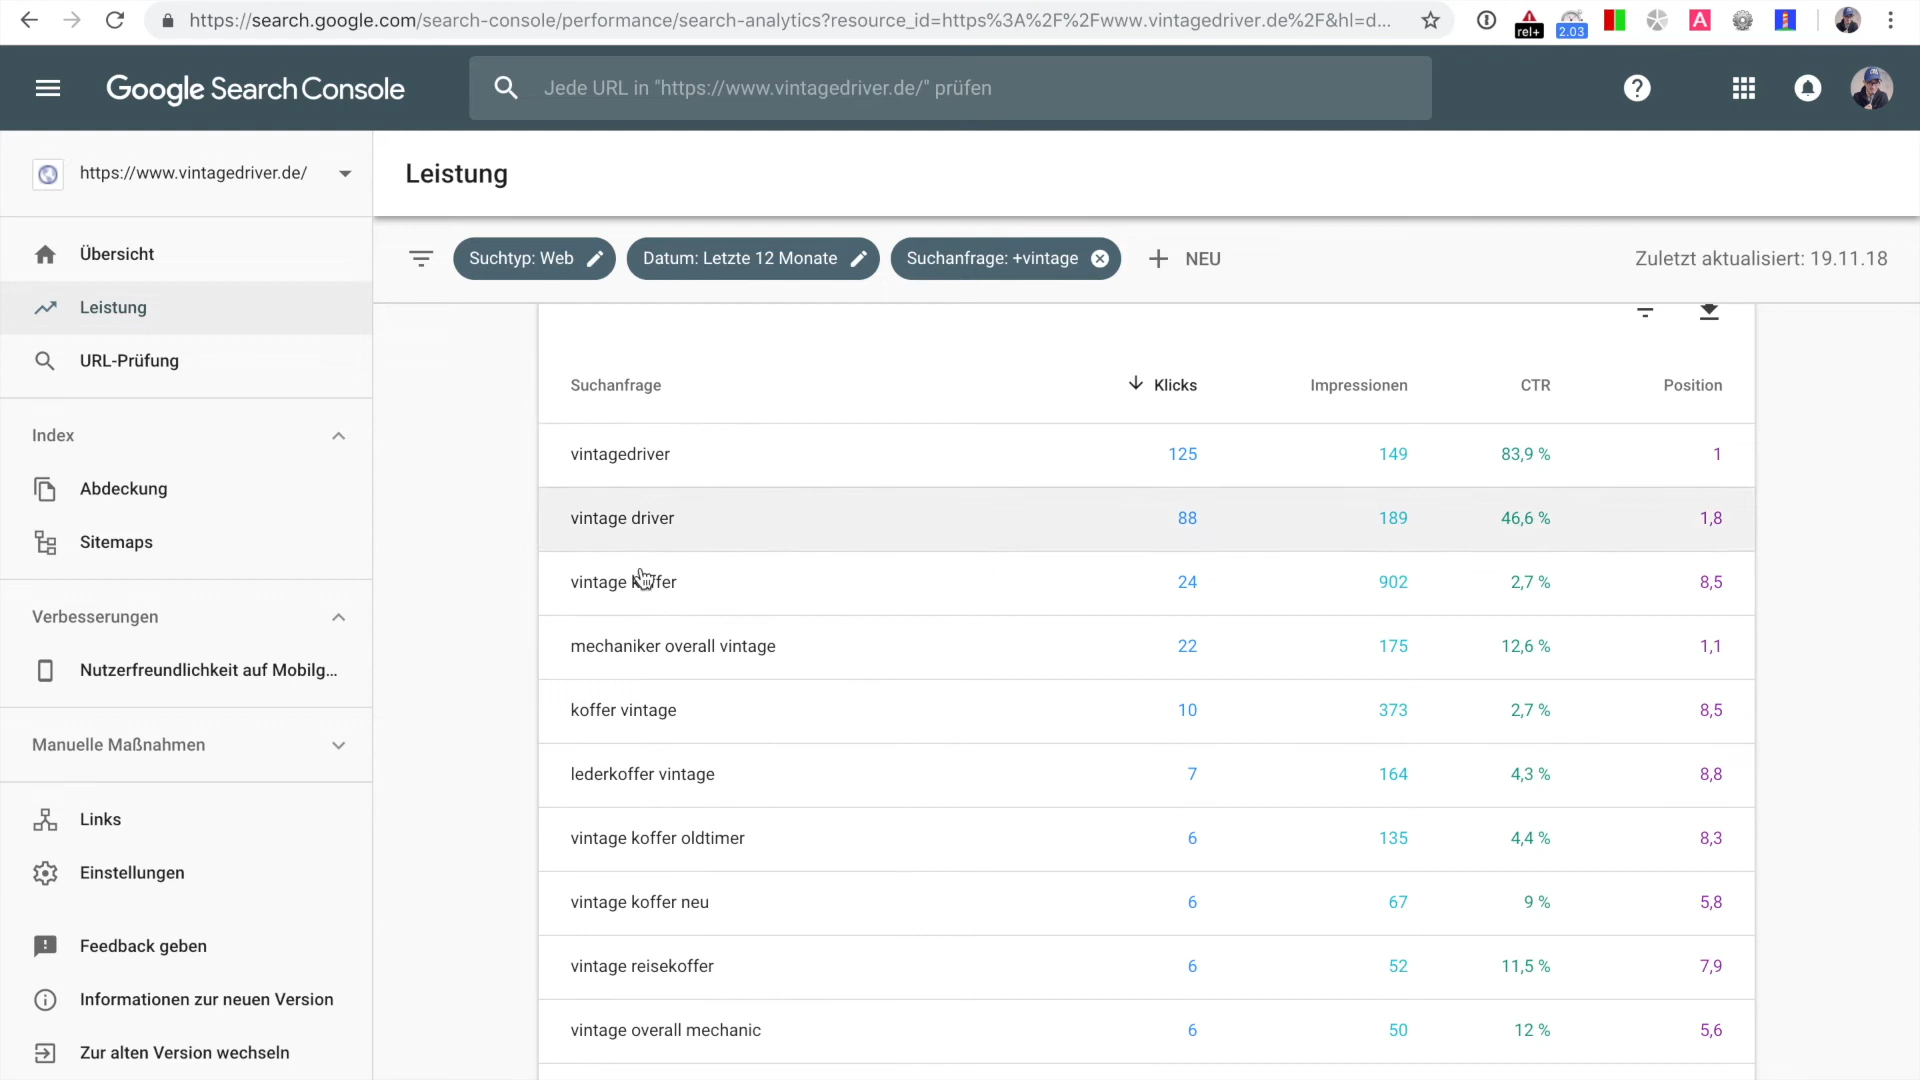 https://search.google.com/search-console/performance/search-analytics?resource_id=https%3A%2F%2Fwww.vintagedriver.de%2F&hl=d...
rel+
2.03
A
Google Search Console
Jede URL in "https://www.vintagedriver.de/" prüfen
https://www.vintagedriver.de/
Leistung
Übersicht
Leistung
URL-Prüfung
Index
Abdeckung
Sitemaps
Verbesserungen
Nutzerfreundlichkeit auf Mobilg...
Manuelle Maßnahmen
Links
Einstellungen
Feedback geben
Informationen zur neuen Version
Zur alten Version wechseln
Suchtyp: Web
Datum: Letzte 12 Monate
Suchanfrage: +vintage
NEU
Zuletzt aktualisiert: 19.11.18
Suchanfrage Klicks Impressionen CTR Position
vintagedriver 125 149 83,9 % 1
vintage driver 88 189 46,6 % 1,8
vintage koffer 24 902 2,7 % 8,5
mechaniker overall vintage 22 175 12,6 % 1,1
koffer vintage 10 373 2,7 % 8,5
lederkoffer vintage 7 164 4,3 % 8,8
vintage koffer oldtimer 6 135 4,4 % 8,3
vintage koffer neu 6 67 9 % 5,8
vintage reisekoffer 6 52 11,5 % 7,9
vintage overall mechanic 6 50 12 % 5,6